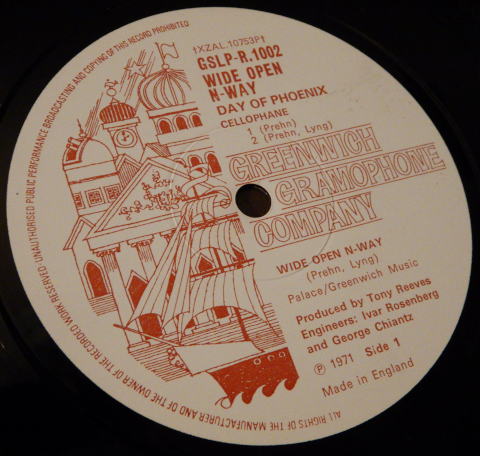 ALL RIGHTS OF THE MANUFACTURER AND OF THE OWNER OF THE RECORDED WORK RESERVED UNAUTHORISED PUBLIC PERFORMANCE BROADCASTING AND COPYING OF THIS RECORD PROHIBITED
†XZAL.10753P†
GSLP-R.1002
WIDE OPEN
N-WAY
DAY OF PHOENIX
CELLOPHANE
1 (Prehn)
2 (Prehn, Lyng)
GREENWICH
GRAMOPHONE
COMPANY
WIDE OPEN N-WAY
(Prehn, Lyng)
Palace/Greenwich Music
Produced by Tony Reeves
Engineers: Ivar Rosenberg
and George Chiantz
Ⓟ 1971 Side 1
Made in England